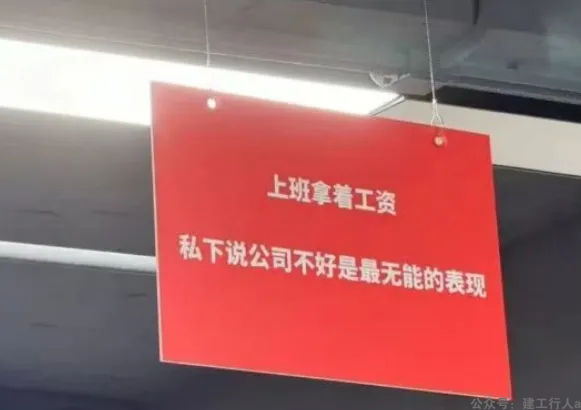 上班拿着工资
私下说公司不好是最无能的表现
公众号：建工行人a